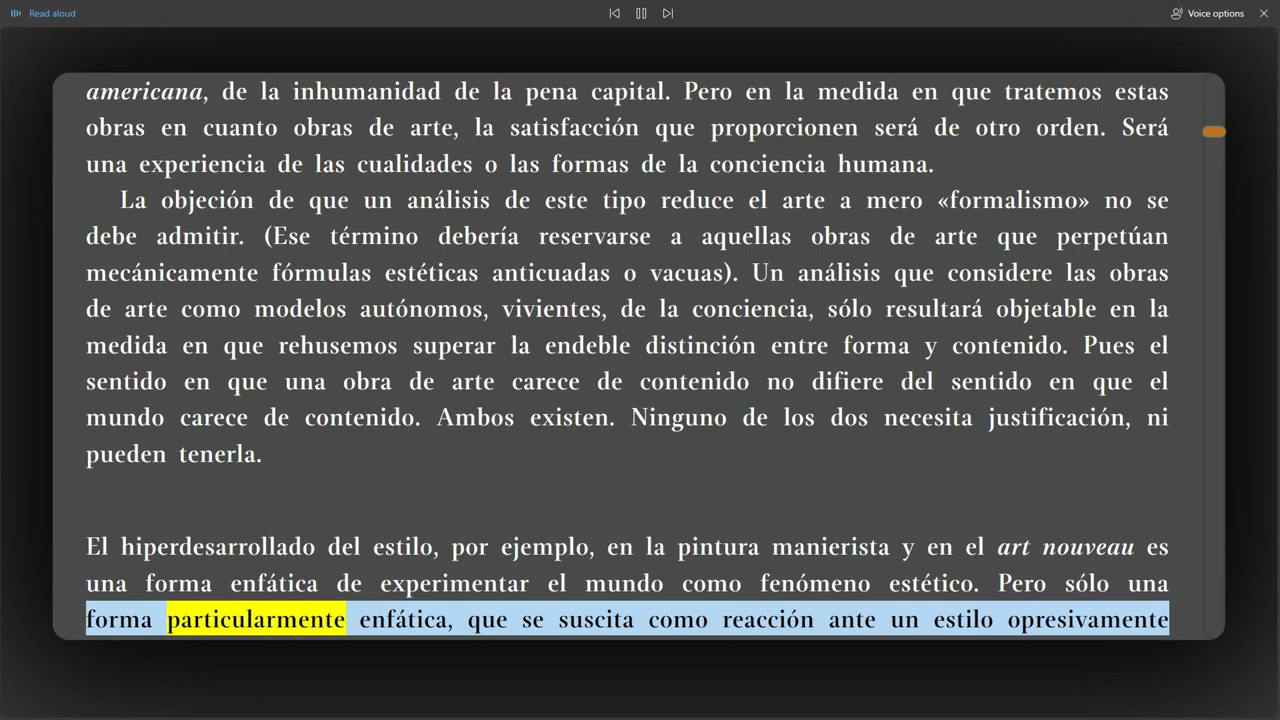 Read aloud
Voice options
americana, de la inhumanidad de la pena capital. Pero en la medida en que tratemos estas
obras en cuanto obras de arte, la satisfacción que proporcionen será de otro orden. Será
una experiencia de las cualidades o las formas de la conciencia humana.
La objeción de que un análisis de este tipo reduce el arte a mero «formalismo» no se
debe admitir. (Ese término debería reservarse a aquellas obras de arte que perpetúan
mecánicamente fórmulas estéticas anticuadas o vacuas). Un análisis que considere las obras
de arte como modelos autónomos, vivientes, de la conciencia, sólo resultará objetable en la
medida en que rehusemos superar la endeble distinción entre forma y contenido. Pues el
sentido en que una obra de arte carece de contenido no difiere del sentido en que el
mundo carece de contenido. Ambos existen. Ninguno de los dos necesita justificación, ni
pueden tenerla.
El hiperdesarrollado del estilo, por ejemplo, en la pintura manierista y en el art nouveau es
una forma enfática de experimentar el mundo como fenómeno estético. Pero sólo una
forma particularmente enfática, que se suscita como reacción ante un estilo opresivamente